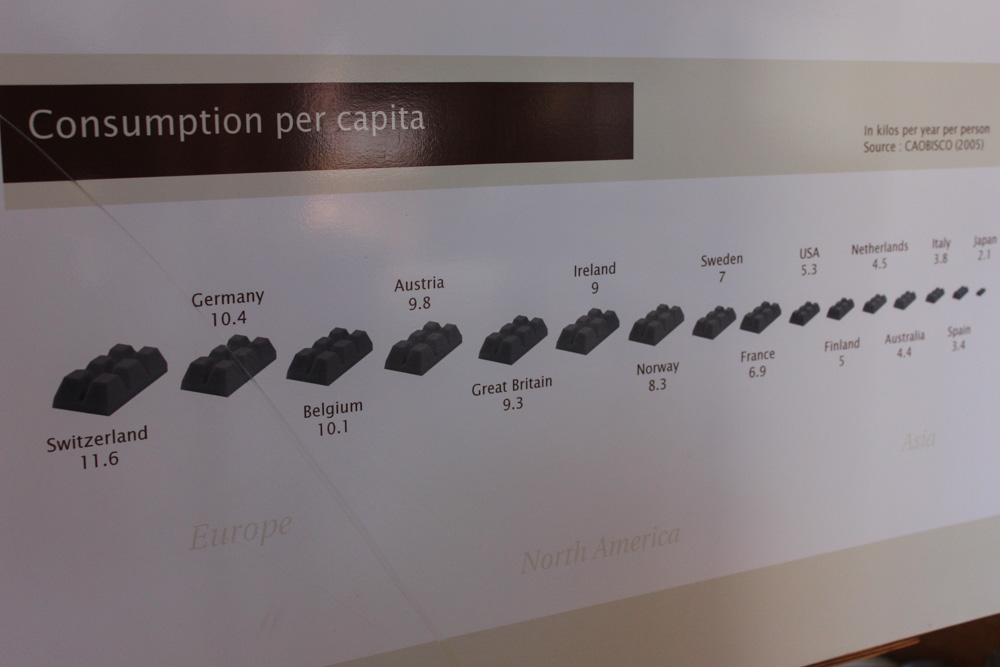 Consumption per capita
In kilos per year per person
Source : CAOBISCO (2005)
Switzerland
11.6
Germany
10.4
Belgium
10.1
Austria
9.8
Great Britain
9.3
Ireland
9
Norway
8.3
Sweden
7
France
6.9
USA
5.3
Finland
5
Netherlands
4.5
Australia
4.4
Italy
3.8
Spain
3.4
Japan
2.1
Europe
North America
Asia